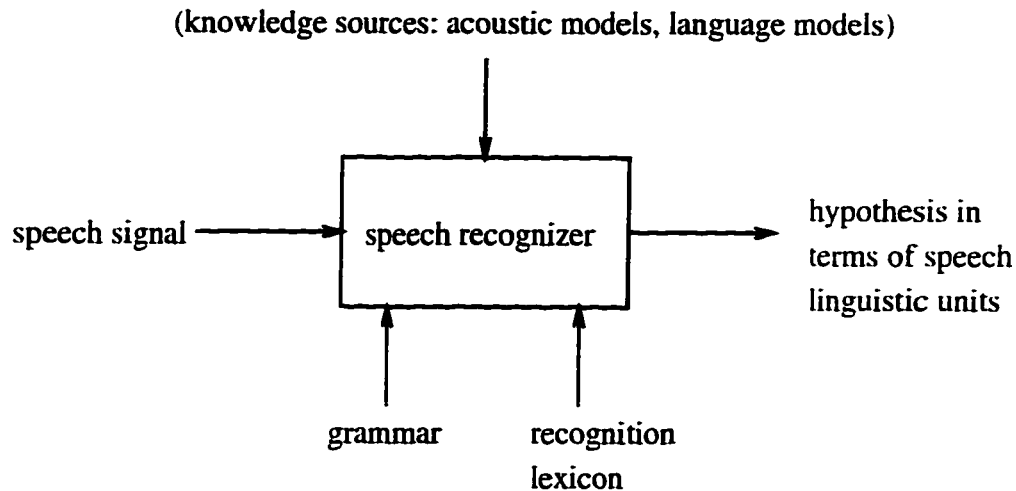 (knowledge sources: acoustic models, language models)
speech signal
speech recognizer
hypothesis in
terms of speech
linguistic units
grammar
recognition
lexicon